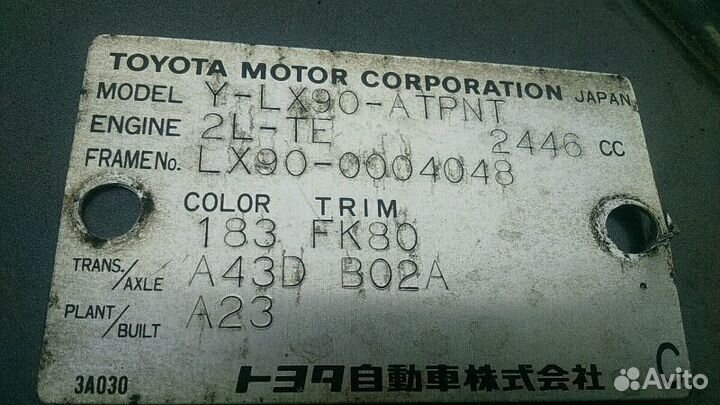 TOYOTA MOTOR CORPORATION JAPAN
MODEL Y-LX90-ATPNT
ENGINE 2L-TE 2446 CC
FRAME No. LX90-0004048
COLOR TRIM
183 FK80
TRANS./AXLE A43D B02A
PLANT/BUILT A23
3A030 トヨタ自動車株式会社 C
Avito